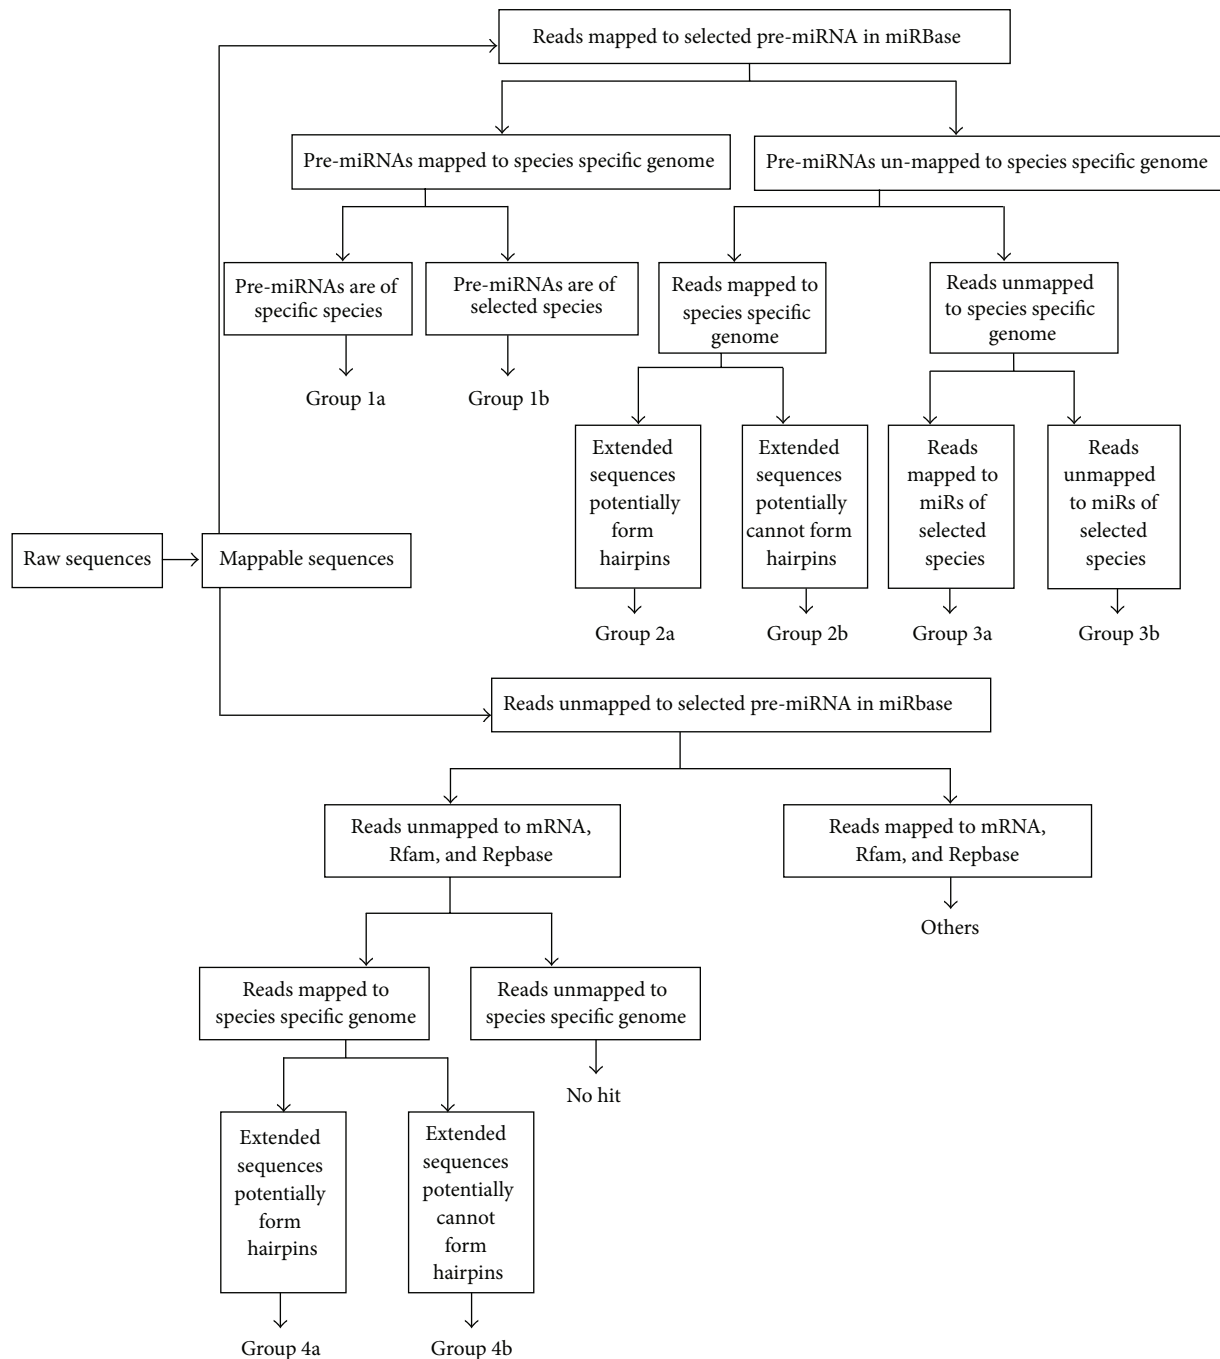 Reads mapped to selected pre-miRNA in miRBase
Pre-miRNAs mapped to species specific genome
Pre-miRNAs un-mapped to species specific genome
Pre-miRNAs are of
specific species
Pre-miRNAs are of
selected species
Reads mapped to
species specific
genome
Reads unmapped
to species specific
genome
Group 1a
Group 1b
Extended
sequences
potentially
form
hairpins
Extended
sequences
potentially
cannot form
hairpins
Reads
mapped to
miRs of
selected
species
Reads
unmapped
to miRs of
selected
species
Raw sequences
Mappable sequences
Group 2a
Group 2b
Group 3a
Group 3b
Reads unmapped to selected pre-miRNA in miRbase
Reads unmapped to mRNA,
Rfam, and Repbase
Reads mapped to mRNA,
Rfam, and Repbase
Others
Reads mapped to
species specific genome
Reads unmapped to
species specific genome
No hit
Extended
sequences
potentially
form
hairpins
Extended
sequences
potentially
cannot
form
hairpins
Group 4a
Group 4b